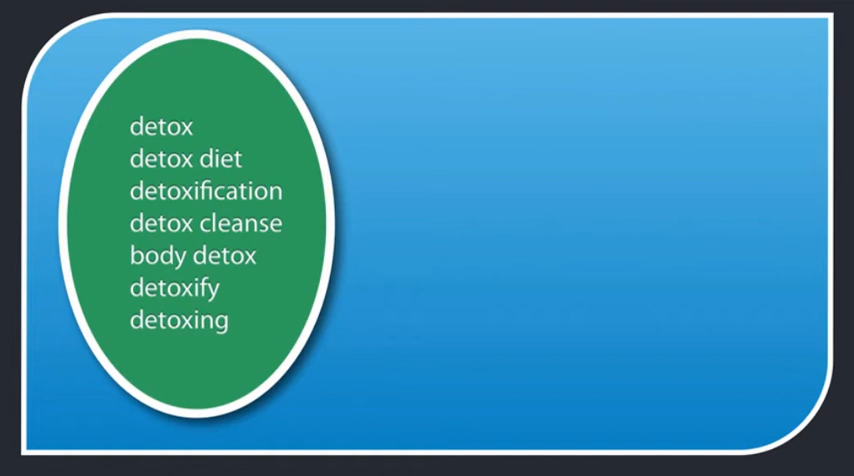 detox
detox diet
detoxification
detox cleanse
body detox
detoxify
detoxing